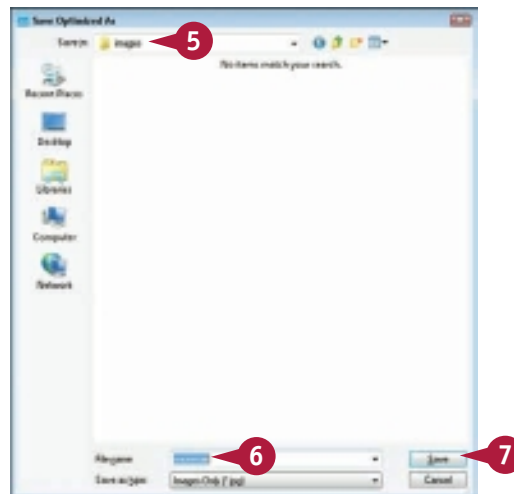 Save Optimized As
Save in: images
5
No items match your search.
Recent Places
Desktop
Libraries
Computer
Network
File name:
6
Save
7
Save as type: Images Only (*.jpg)
Cancel